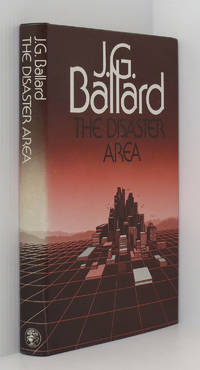 J.G.
Ballard
THE DISASTER
AREA
J.G. Ballard
THE DISASTER AREA